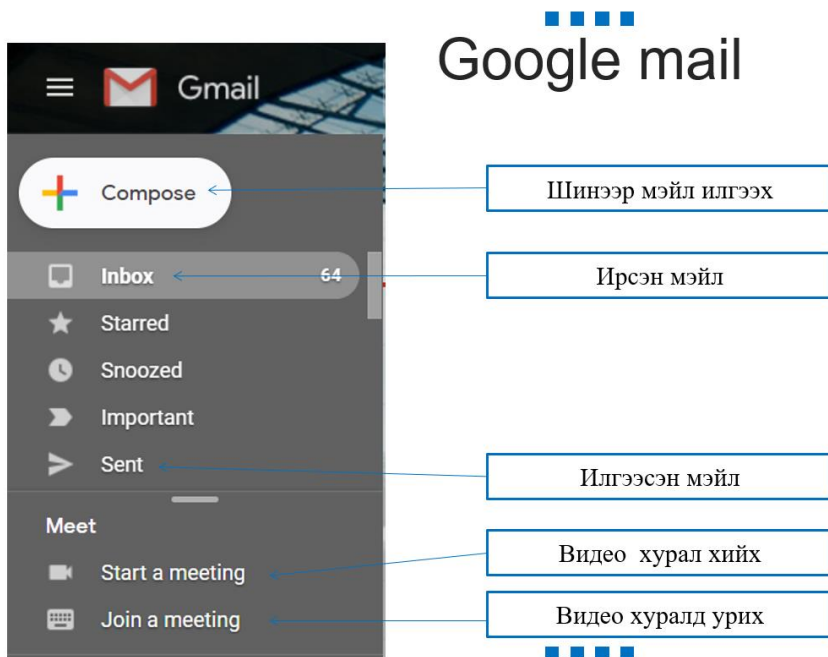 Google mail
Gmail
Compose
Шинээр мэйл илгээх
Inbox 64
Ирсэн мэйл
Starred
Snoozed
Important
Sent
Илгээсэн мэйл
Meet
Start a meeting
Видео хурал хийх
Join a meeting
Видео хуралд урих